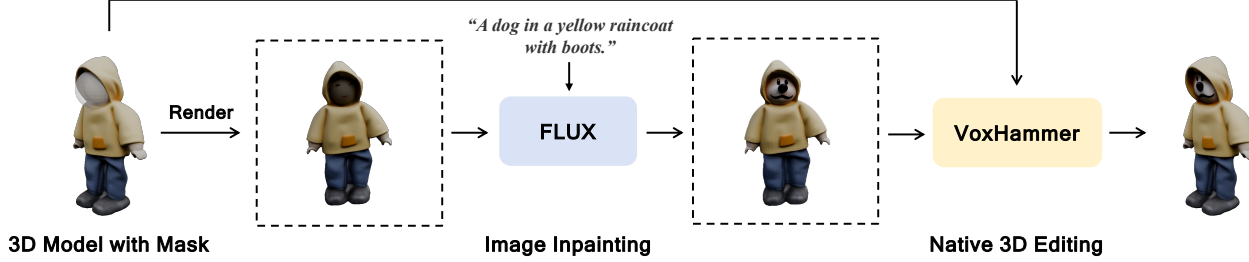 “A dog in a yellow raincoat
with boots.”
Render
FLUX
VoxHammer
3D Model with Mask
Image Inpainting
Native 3D Editing